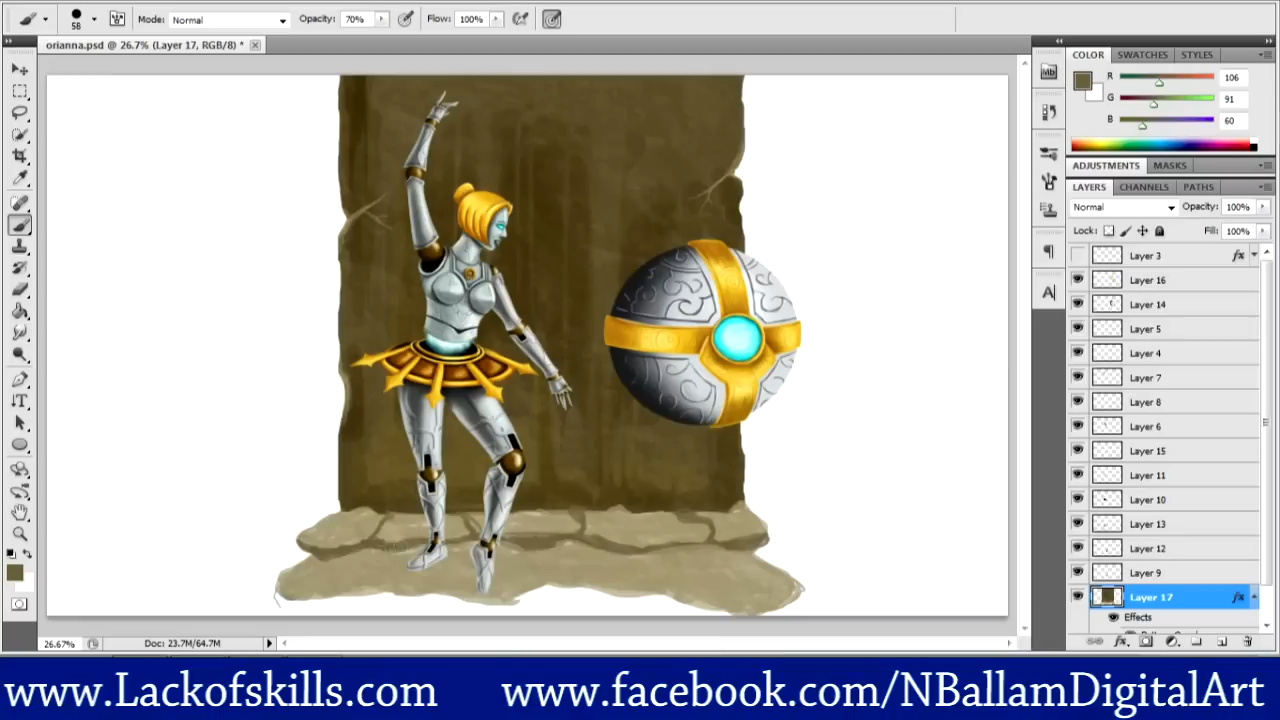 58 Mode: Normal Opacity: 70% Flow: 100%
orianna.psd @ 26.7% (Layer 17, RGB/8) *
COLOR SWATCHES STYLES
R 106
G 91
B 60
ADJUSTMENTS MASKS
LAYERS CHANNELS PATHS
Normal Opacity: 100%
Lock: Fill: 100%
Layer 3 fx
Layer 16
Layer 14
Layer 5
Layer 4
Layer 7
Layer 8
Layer 6
Layer 15
Layer 11
Layer 10
Layer 13
Layer 12
Layer 9
Layer 17 fx
Effects
26.67% Doc: 23.7M/64.7M
www.Lackofskills.com www.facebook.com/NBallamDigitalArt